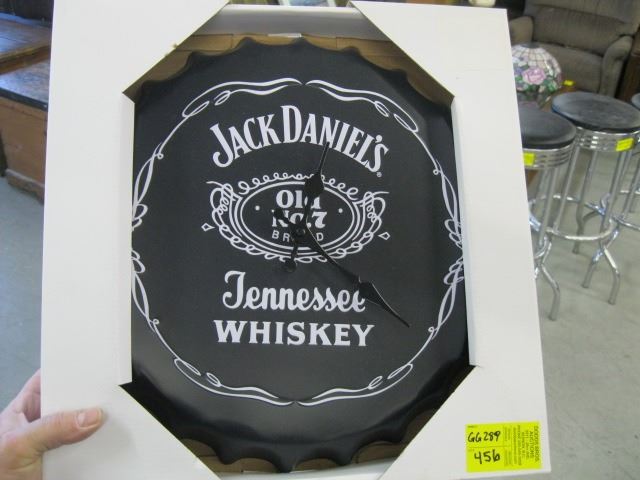 JACK DANIEL'S
®
Old
No.7
BRAND
Tennessee
WHISKEY
GG289
456